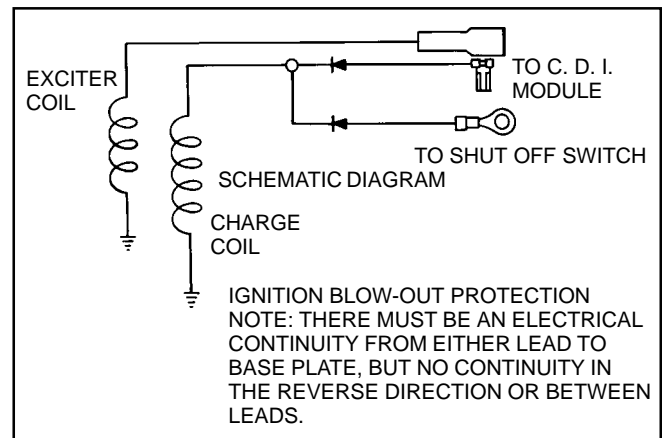 EXCITER
COIL
TO C. D. I.
MODULE
TO SHUT OFF SWITCH
SCHEMATIC DIAGRAM
CHARGE
COIL
IGNITION BLOW-OUT PROTECTION
NOTE: THERE MUST BE AN ELECTRICAL
CONTINUITY FROM EITHER LEAD TO
BASE PLATE, BUT NO CONTINUITY IN
THE REVERSE DIRECTION OR BETWEEN
LEADS.